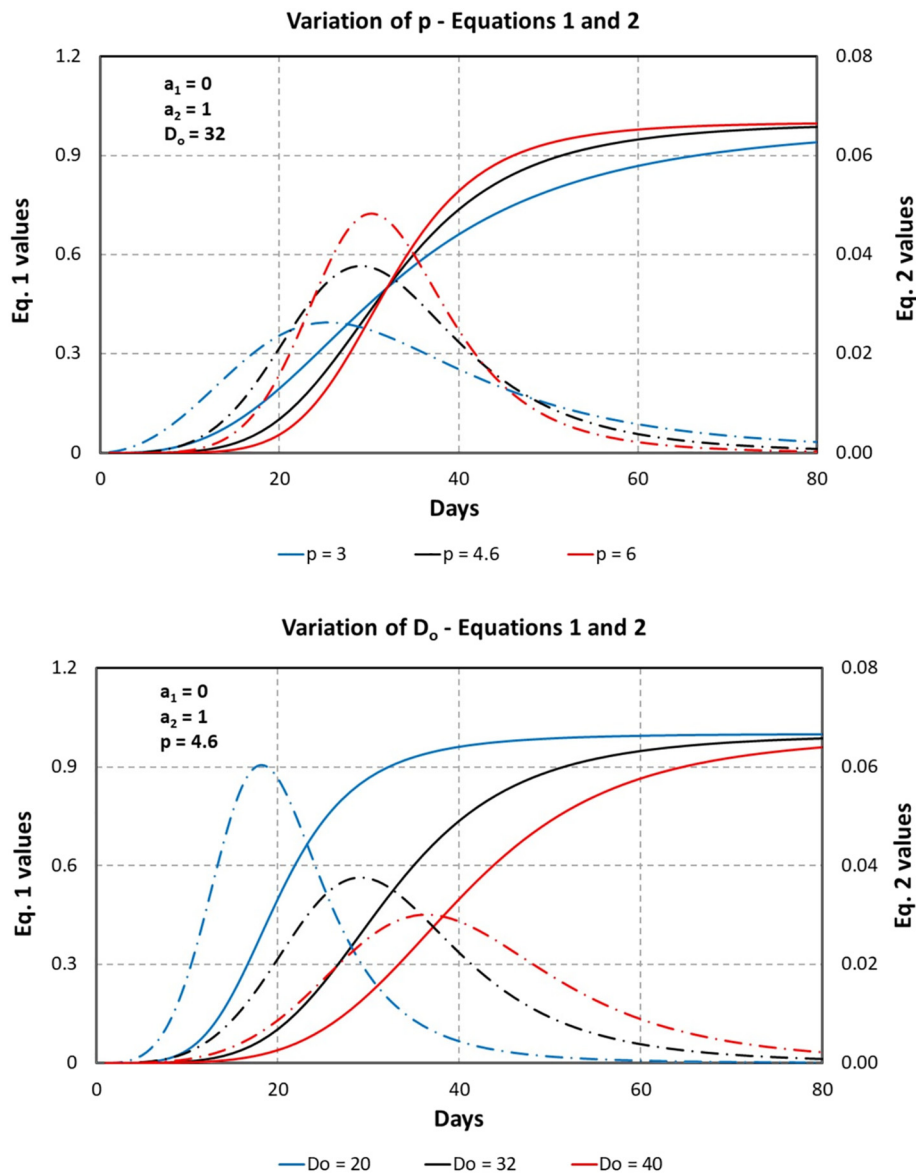 Variation of p - Equations 1 and 2
1.2
0.9
0.6
0.3
0
Eq. 1 values
a₁ = 0
a₂ = 1
Dₒ = 32
0.08
0.06
0.04
0.02
0.00
Eq. 2 values
0 20 40 60 80
Days
p = 3 p = 4.6 p = 6
Variation of Dₒ - Equations 1 and 2
1.2
0.9
0.6
0.3
0
Eq. 1 values
a₁ = 0
a₂ = 1
p = 4.6
0.08
0.06
0.04
0.02
0.00
Eq. 2 values
0 20 40 60 80
Days
Do = 20 Do = 32 Do = 40